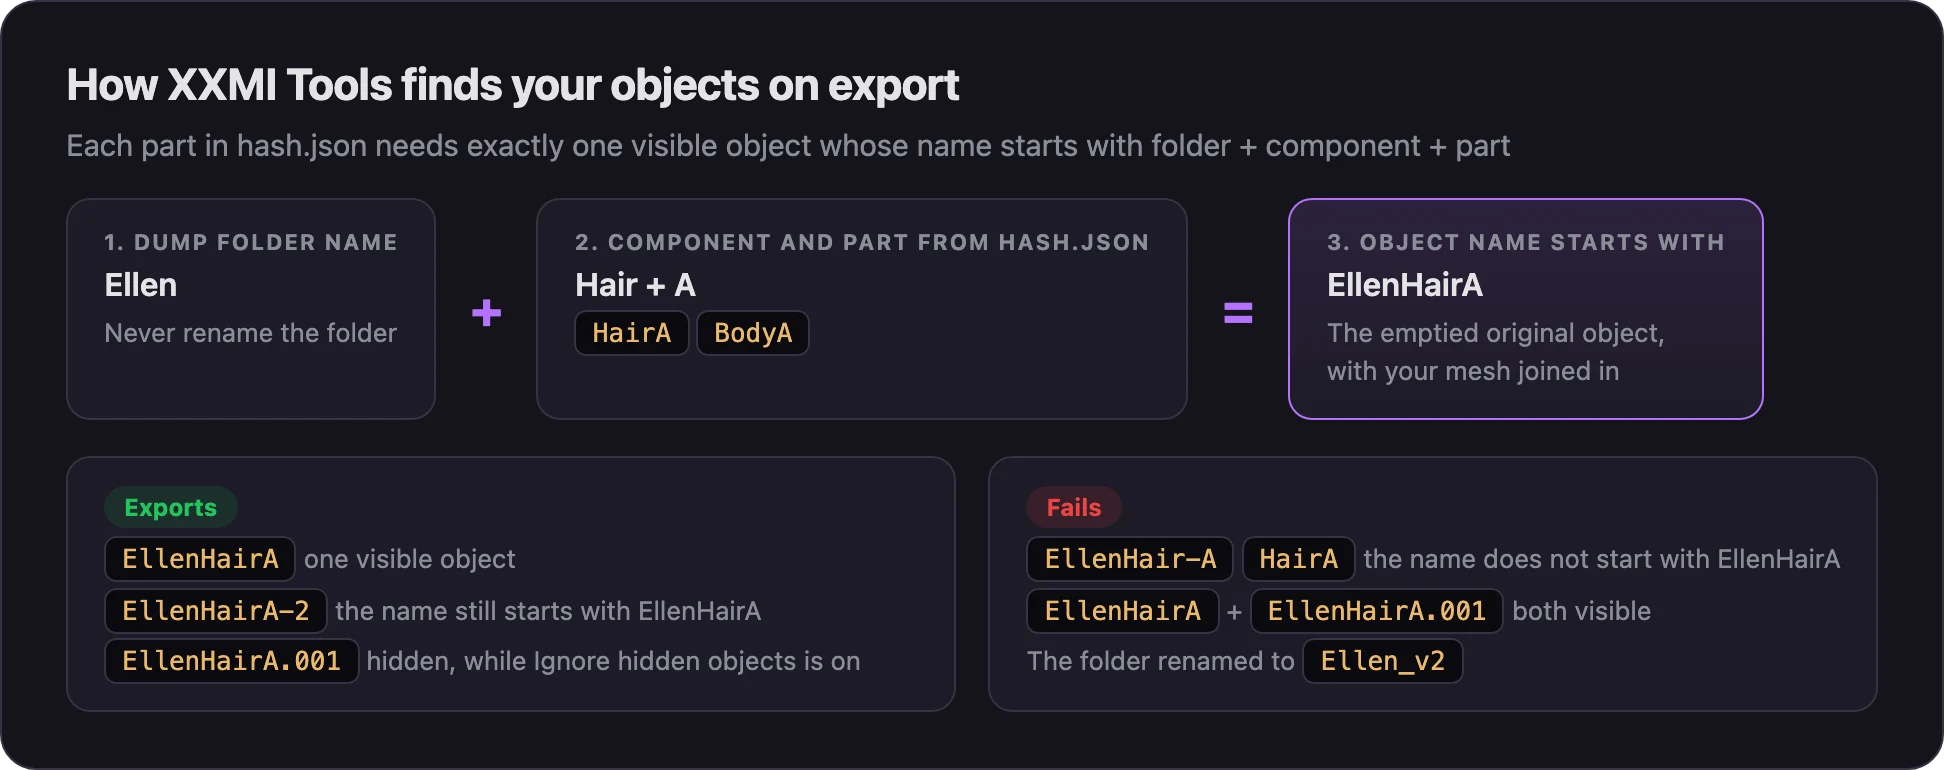 How XXMI Tools finds your objects on export
Each part in hash.json needs exactly one visible object whose name starts with folder + component + part
1. DUMP FOLDER NAME
Ellen
Never rename the folder
+
2. COMPONENT AND PART FROM HASH.JSON
Hair + A
HairA BodyA
=
3. OBJECT NAME STARTS WITH
EllenHairA
The emptied original object,
with your mesh joined in
Exports
EllenHairA one visible object
EllenHairA-2 the name still starts with EllenHairA
EllenHairA.001 hidden, while Ignore hidden objects is on
Fails
EllenHair-A HairA the name does not start with EllenHairA
EllenHairA + EllenHairA.001 both visible
The folder renamed to Ellen_v2